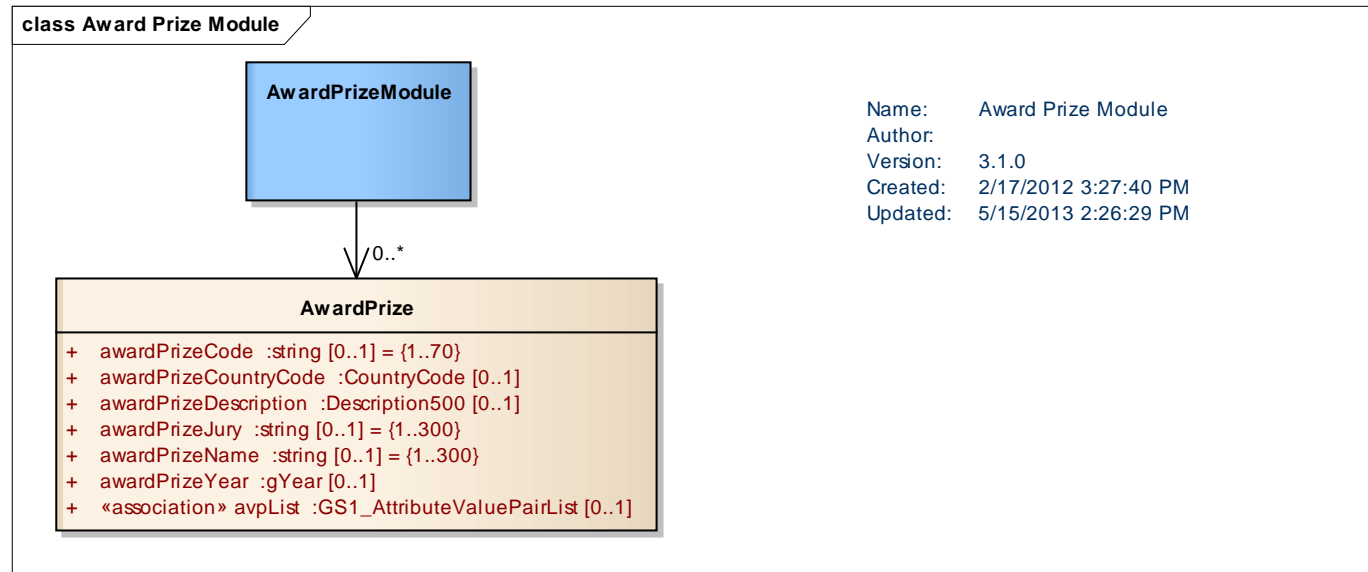 class Award Prize Module
AwardPrizeModule
Name: Award Prize Module
Author:
Version: 3.1.0
Created: 2/17/2012 3:27:40 PM
Updated: 5/15/2013 2:26:29 PM
0..*
AwardPrize
+ awardPrizeCode :string [0..1] = {1..70}
+ awardPrizeCountryCode :CountryCode [0..1]
+ awardPrizeDescription :Description500 [0..1]
+ awardPrizeJury :string [0..1] = {1..300}
+ awardPrizeName :string [0..1] = {1..300}
+ awardPrizeYear :gYear [0..1]
+ «association» avpList :GS1_AttributeValuePairList [0..1]